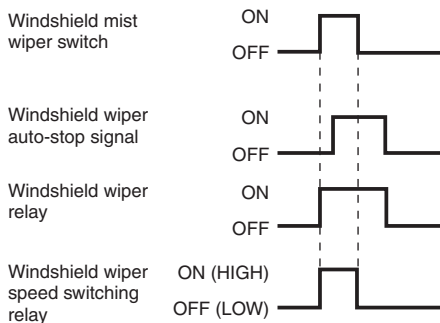 Windshield mist
wiper switch
ON
OFF
Windshield wiper
auto-stop signal
ON
OFF
Windshield wiper
relay
ON
OFF
Windshield wiper
speed switching
relay
ON (HIGH)
OFF (LOW)